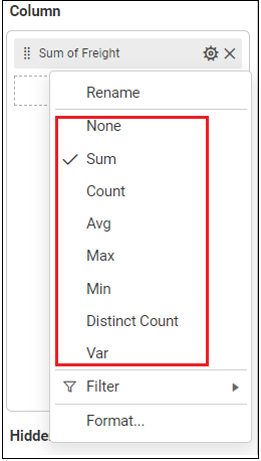 Column
Sum of Freight
Rename
None
Sum
Count
Avg
Max
Min
Distinct Count
Var
Filter
Format...
Hidde